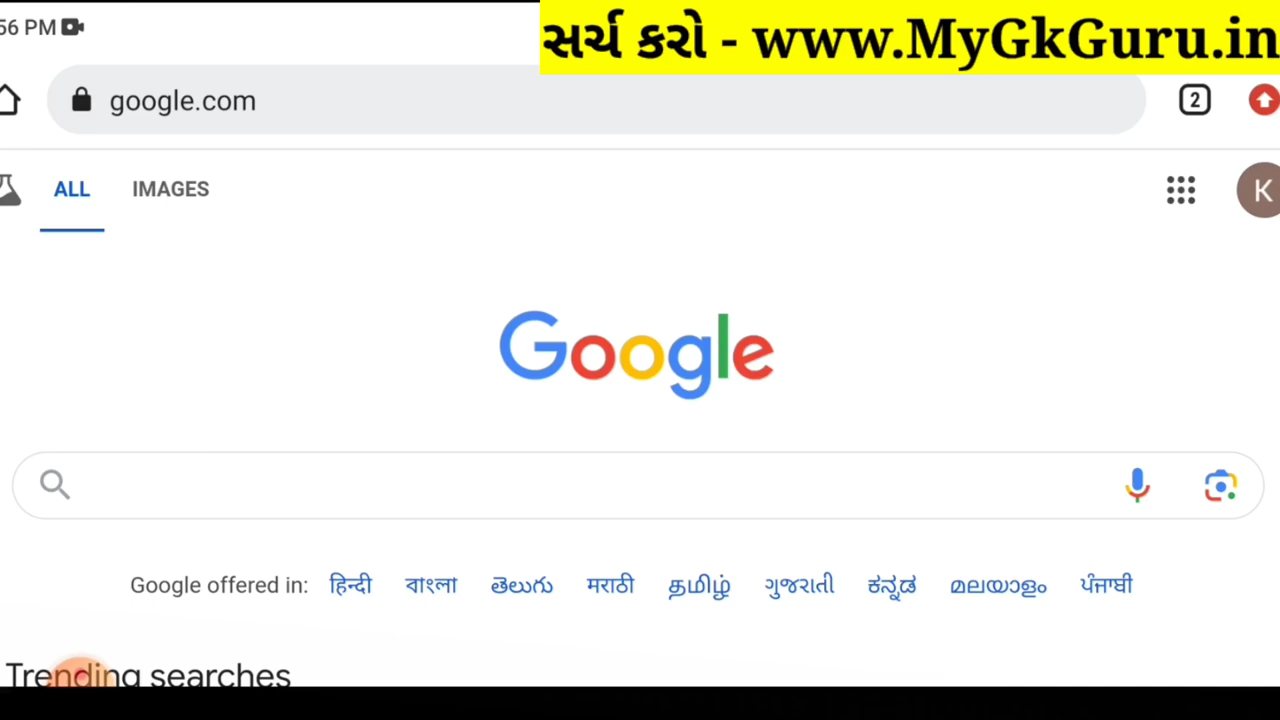 56 PM
સર્ચ કરો - www.MyGkGuru.in
google.com
2
ALL IMAGES
K
Google
Google offered in: हिन्दी বাংলা తెలుగు मराठी தமிழ் ગુજરાતી ಕನ್ನಡ മലയാളം ਪੰਜਾਬੀ
Trending searches